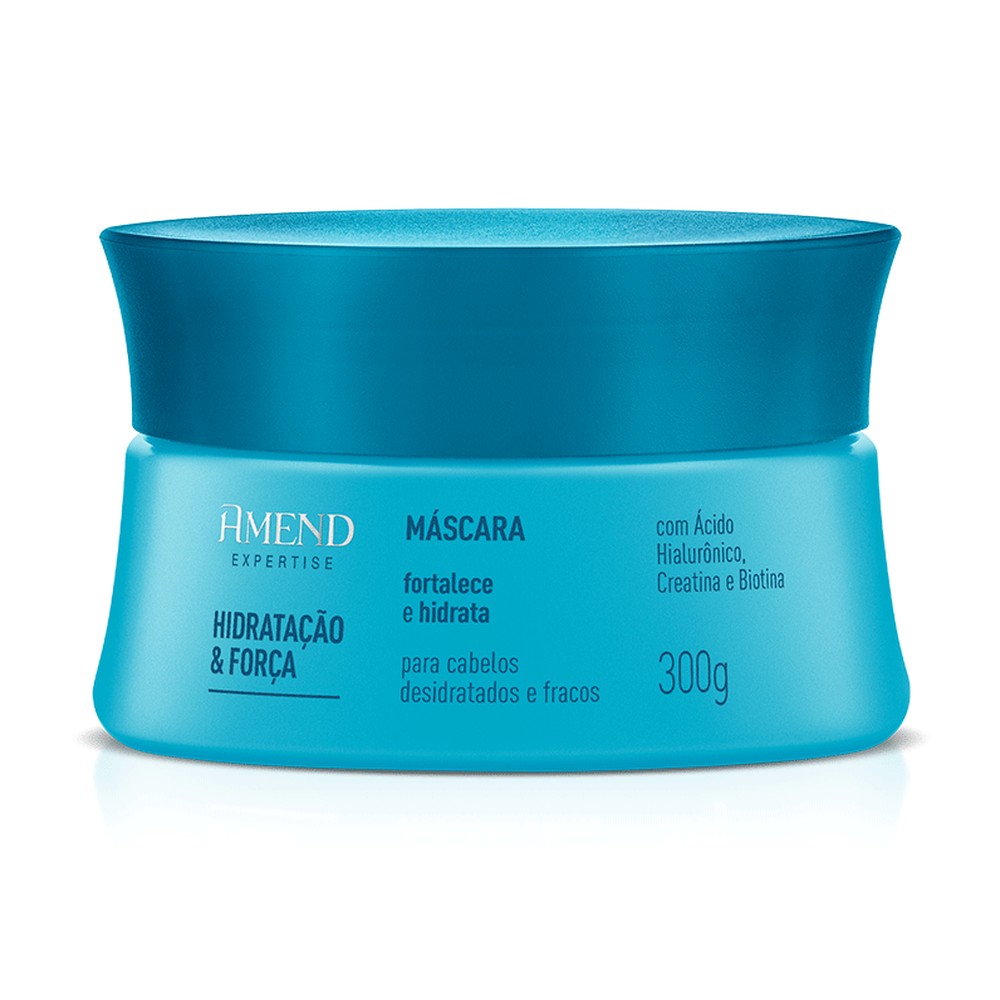 AMEND
EXPERTISE
HIDRATAÇÃO
& FORÇA
MÁSCARA
fortalece
e hidrata
para cabelos
desidratados e fracos
com Ácido
Hialurônico,
Creatina e Biotina
300g